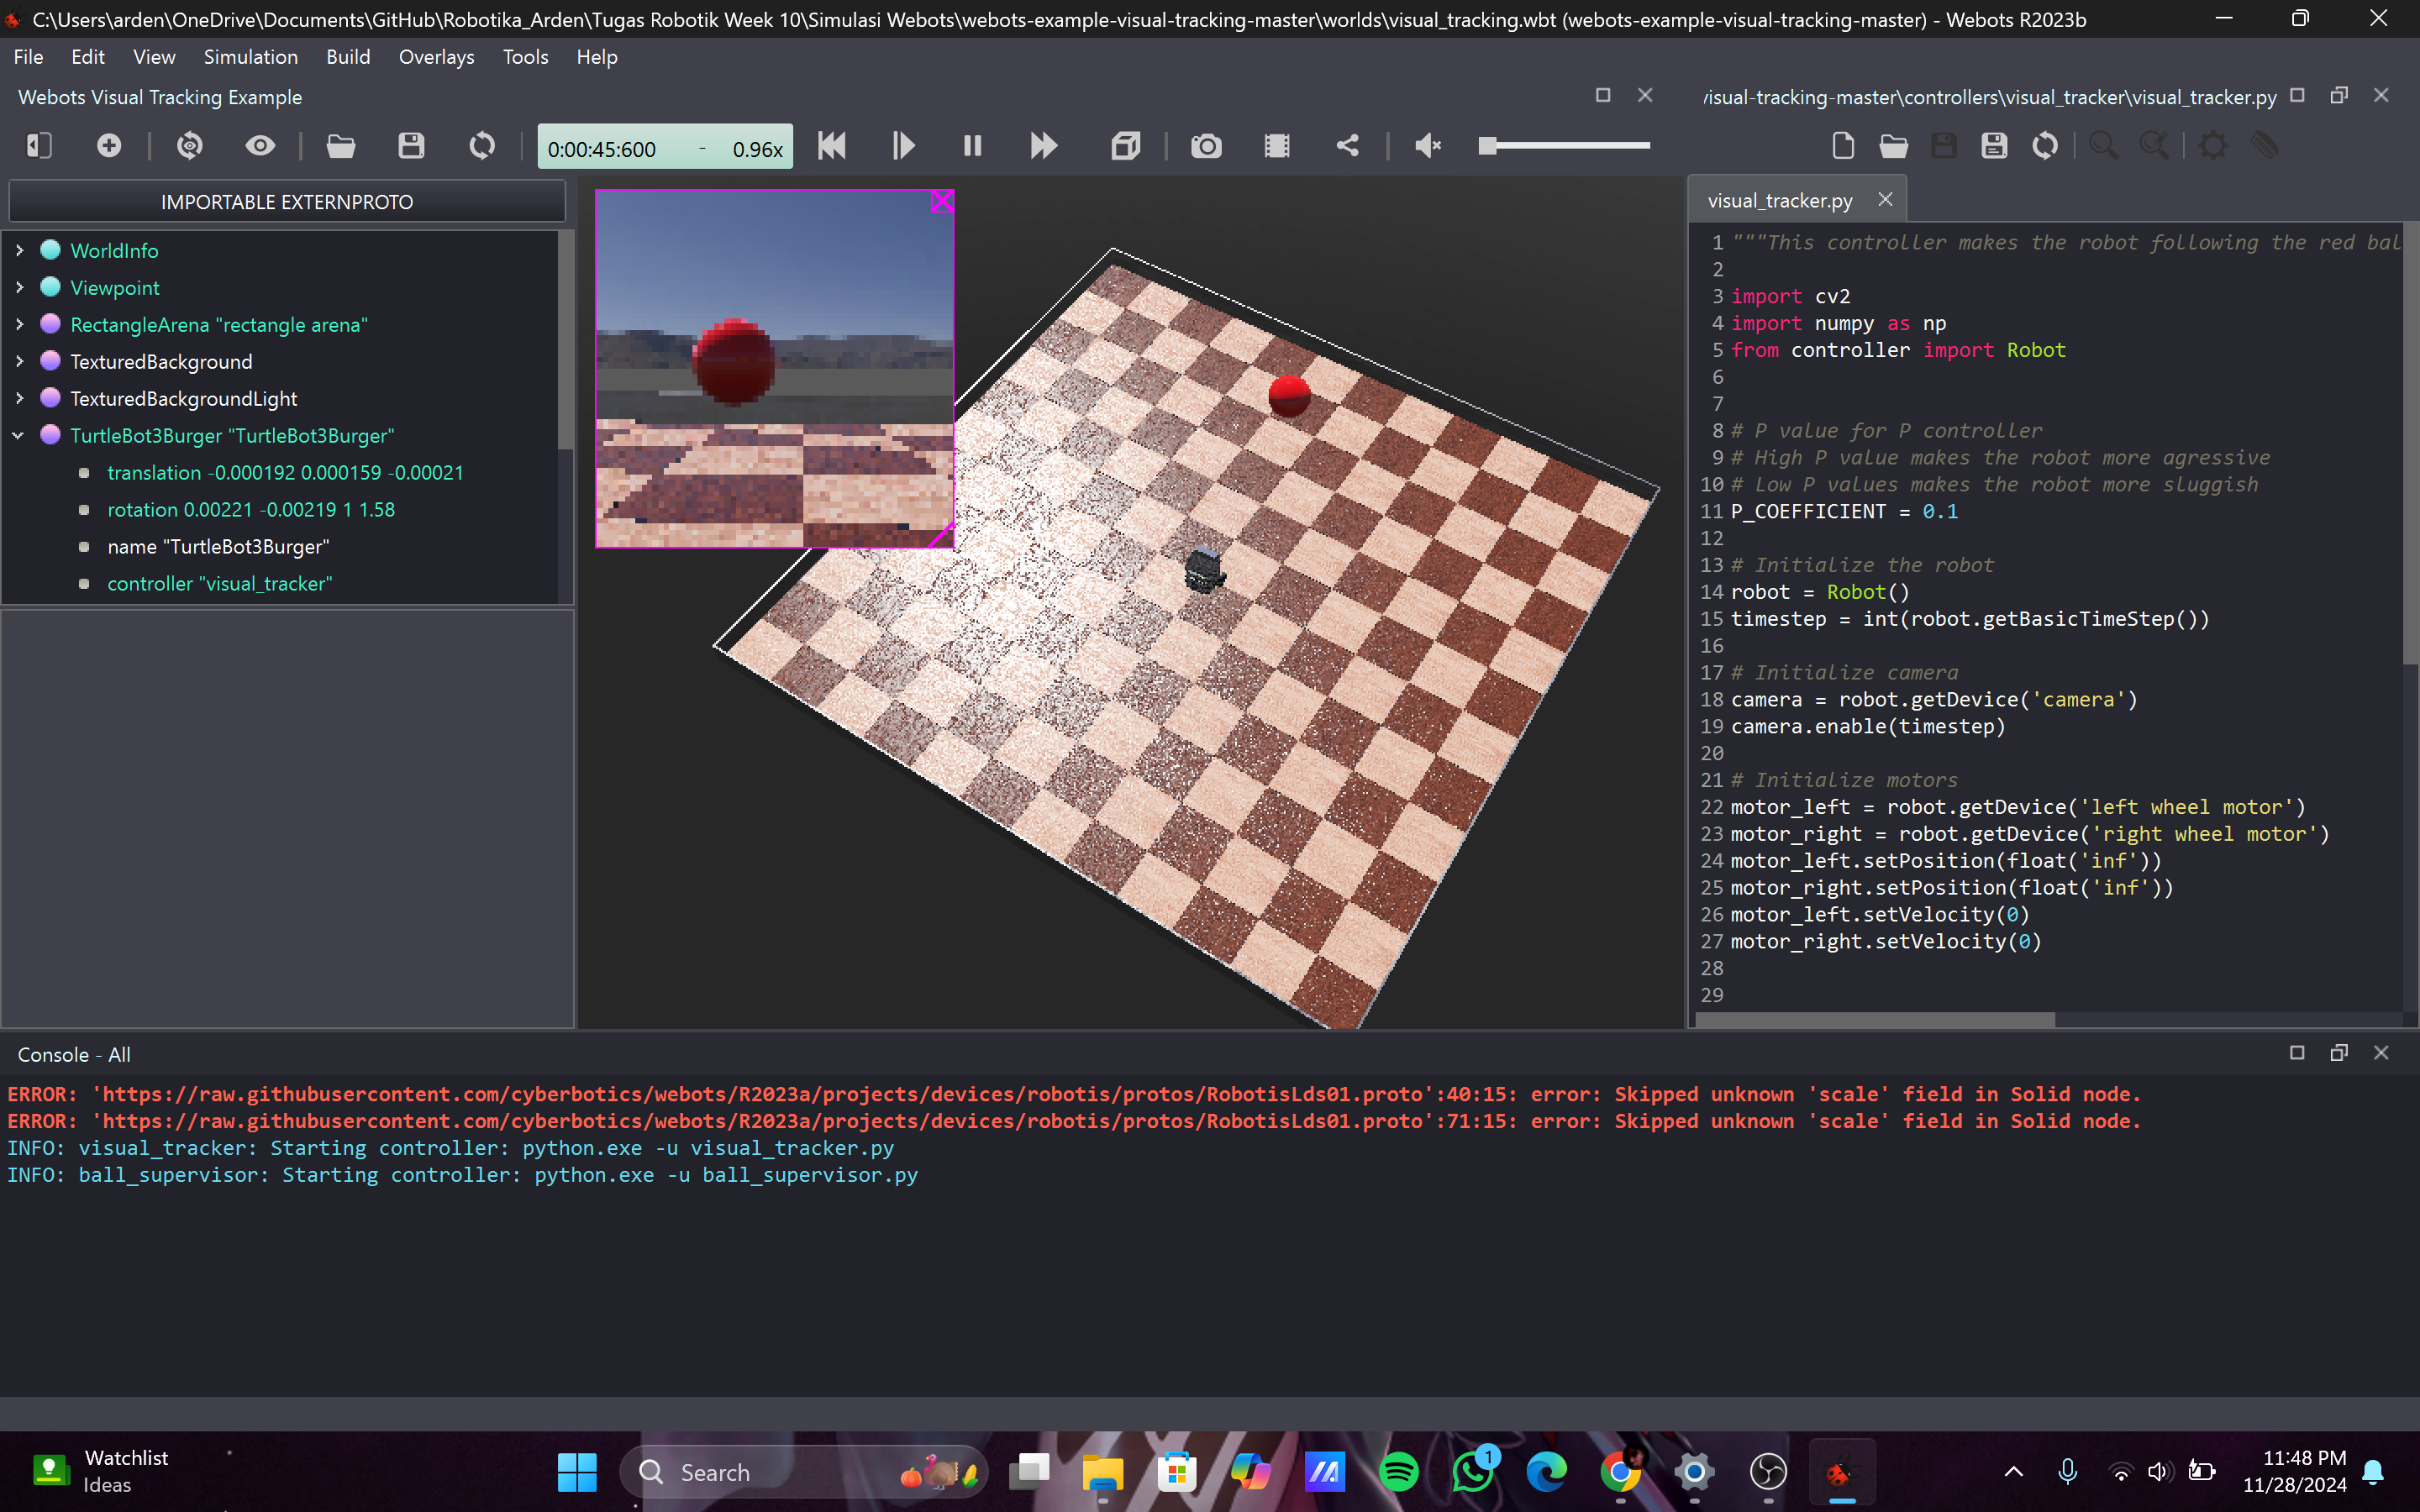 C:\Users\arden\OneDrive\Documents\GitHub\Robotika_Arden\Tugas Robotik Week 10\Simulasi Webots\webots-example-visual-tracking-master\worlds\visual_tracking.wbt (webots-example-visual-tracking-master) - Webots R2023b
File Edit View Simulation Build Overlays Tools Help
Webots Visual Tracking Example
isual-tracking-master\controllers\visual_tracker\visual_tracker.py
0:00:45:600 - 0.96x
IMPORTABLE EXTERNPROTO
WorldInfo
Viewpoint
RectangleArena "rectangle arena"
TexturedBackground
TexturedBackgroundLight
TurtleBot3Burger "TurtleBot3Burger"
translation -0.000192 0.000159 -0.00021
rotation 0.00221 -0.00219 1 1.58
name "TurtleBot3Burger"
controller "visual_tracker"
visual_tracker.py
1 """This controller makes the robot following the red bal
2
3 import cv2
4 import numpy as np
5 from controller import Robot
6
7
8 # P value for P controller
9 # High P value makes the robot more agressive
10 # Low P values makes the robot more sluggish
11 P_COEFFICIENT = 0.1
12
13 # Initialize the robot
14 robot = Robot()
15 timestep = int(robot.getBasicTimeStep())
16
17 # Initialize camera
18 camera = robot.getDevice('camera')
19 camera.enable(timestep)
20
21 # Initialize motors
22 motor_left = robot.getDevice('left wheel motor')
23 motor_right = robot.getDevice('right wheel motor')
24 motor_left.setPosition(float('inf'))
25 motor_right.setPosition(float('inf'))
26 motor_left.setVelocity(0)
27 motor_right.setVelocity(0)
28
29
Console - All
ERROR: 'https://raw.githubusercontent.com/cyberbotics/webots/R2023a/projects/devices/robotis/protos/RobotisLds01.proto':40:15: error: Skipped unknown 'scale' field in Solid node.
ERROR: 'https://raw.githubusercontent.com/cyberbotics/webots/R2023a/projects/devices/robotis/protos/RobotisLds01.proto':71:15: error: Skipped unknown 'scale' field in Solid node.
INFO: visual_tracker: Starting controller: python.exe -u visual_tracker.py
INFO: ball_supervisor: Starting controller: python.exe -u ball_supervisor.py
Watchlist
Ideas
Search
1
11:48 PM
11/28/2024